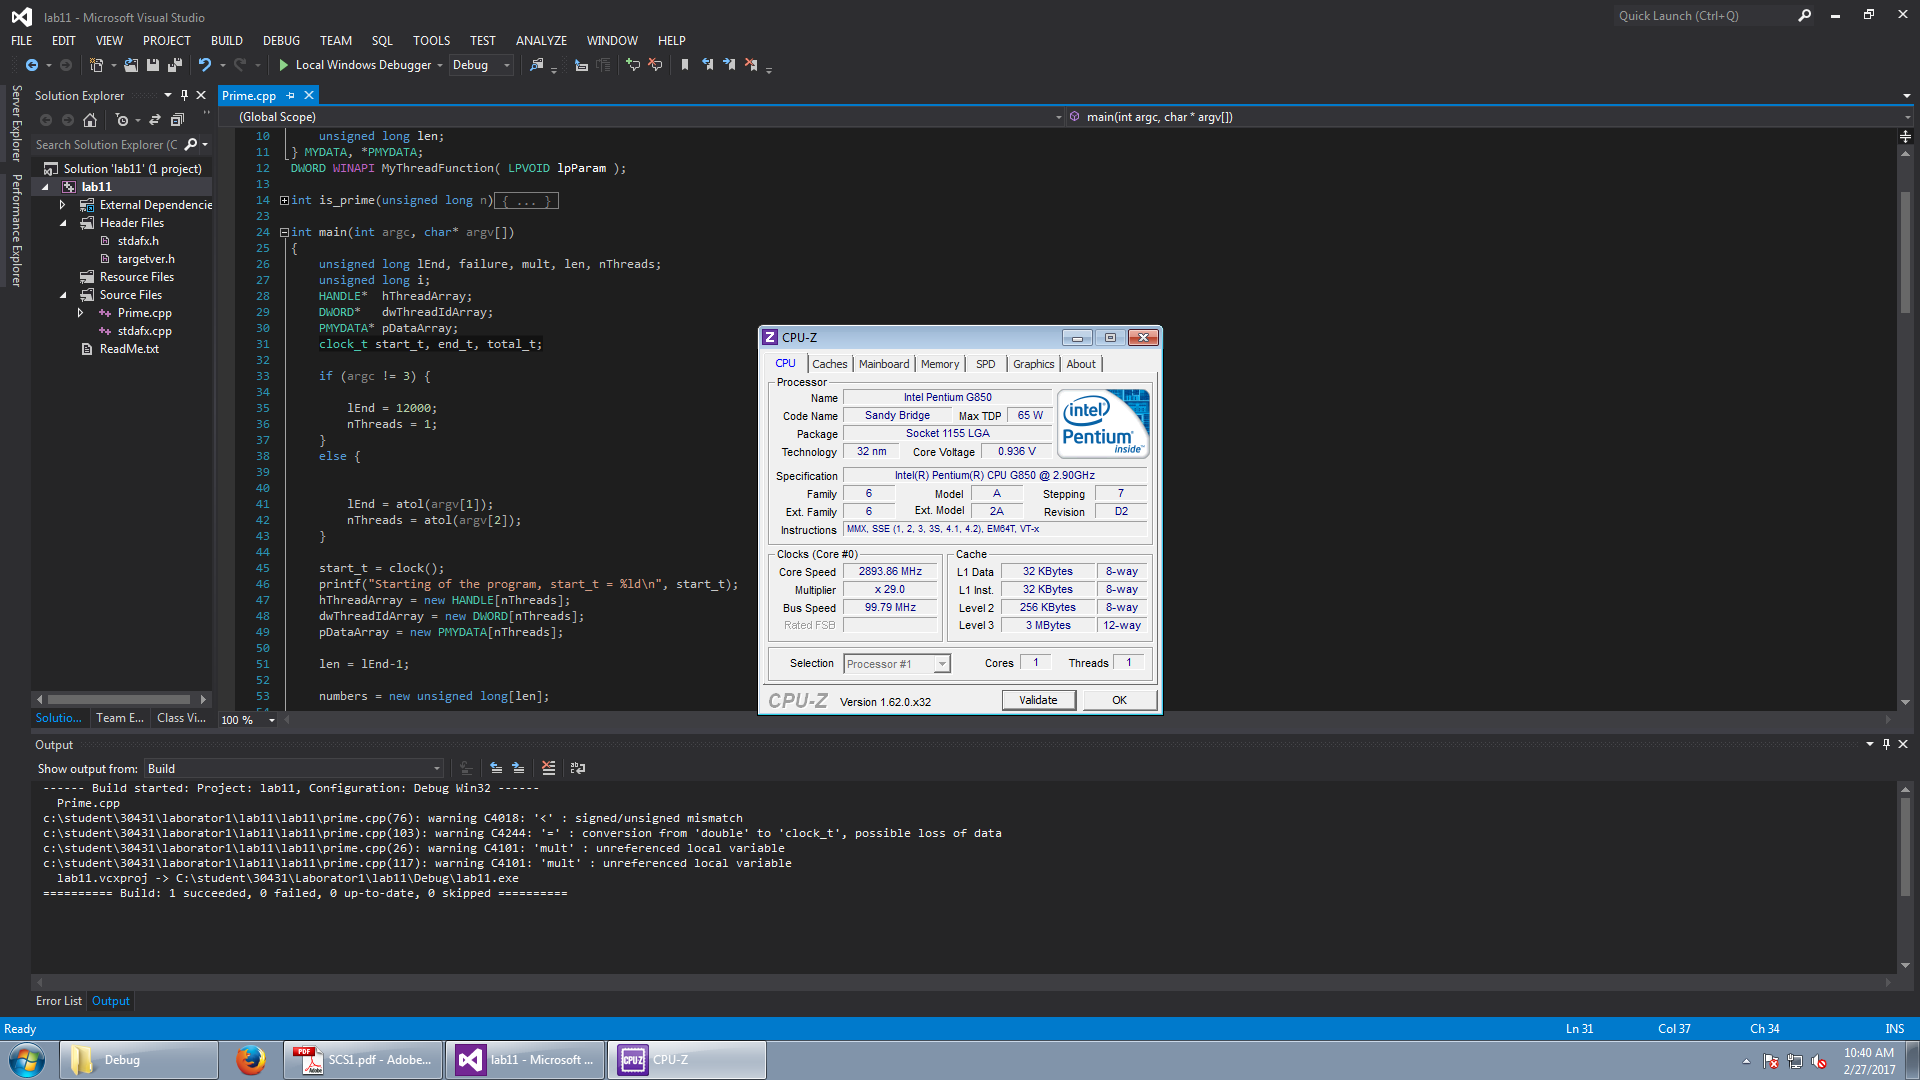 lab11 - Microsoft Visual Studio
Quick Launch (Ctrl+Q)
FILE EDIT VIEW PROJECT BUILD DEBUG TEAM SQL TOOLS TEST ANALYZE WINDOW HELP
Local Windows Debugger Debug
Server Explorer
Performance Explorer
Solution Explorer
Search Solution Explorer (C
Solution 'lab11' (1 project)
lab11
External Dependencie
Header Files
stdafx.h
targetver.h
Resource Files
Source Files
Prime.cpp
stdafx.cpp
ReadMe.txt
Solutio... Team E... Class Vi...
Prime.cpp
(Global Scope) main(int argc, char * argv[])
10 unsigned long len;
11 } MYDATA, *PMYDATA;
12 DWORD WINAPI MyThreadFunction( LPVOID lpParam );
13
14 int is_prime(unsigned long n){ ... }
23
24 int main(int argc, char* argv[])
25 {
26 unsigned long lEnd, failure, mult, len, nThreads;
27 unsigned long i;
28 HANDLE* hThreadArray;
29 DWORD* dwThreadIdArray;
30 PMYDATA* pDataArray;
31 clock_t start_t, end_t, total_t;
32
33 if (argc != 3) {
34
35 lEnd = 12000;
36 nThreads = 1;
37 }
38 else {
39
40
41 lEnd = atol(argv[1]);
42 nThreads = atol(argv[2]);
43 }
44
45 start_t = clock();
46 printf("Starting of the program, start_t = %ld\n", start_t);
47 hThreadArray = new HANDLE[nThreads];
48 dwThreadIdArray = new DWORD[nThreads];
49 pDataArray = new PMYDATA[nThreads];
50
51 len = lEnd-1;
52
53 numbers = new unsigned long[len];
100 %
CPU-Z
CPU Caches Mainboard Memory SPD Graphics About
Processor
Name Intel Pentium G850
Code Name Sandy Bridge Max TDP 65 W
Package Socket 1155 LGA
Technology 32 nm Core Voltage 0.936 V
intel Pentium inside™
Specification Intel(R) Pentium(R) CPU G850 @ 2.90GHz
Family 6 Model A Stepping 7
Ext. Family 6 Ext. Model 2A Revision D2
Instructions MMX, SSE (1, 2, 3, 3S, 4.1, 4.2), EM64T, VT-x
Clocks (Core #0)
Core Speed 2893.86 MHz
Multiplier x 29.0
Bus Speed 99.79 MHz
Rated FSB
Cache
L1 Data 32 KBytes 8-way
L1 Inst. 32 KBytes 8-way
Level 2 256 KBytes 8-way
Level 3 3 MBytes 12-way
Selection Processor #1 Cores 1 Threads 1
CPU-Z Version 1.62.0.x32 Validate OK
Output
Show output from: Build
------ Build started: Project: lab11, Configuration: Debug Win32 ------
Prime.cpp
c:\student\30431\laborator1\lab11\lab11\prime.cpp(76): warning C4018: '<' : signed/unsigned mismatch
c:\student\30431\laborator1\lab11\lab11\prime.cpp(103): warning C4244: '=' : conversion from 'double' to 'clock_t', possible loss of data
c:\student\30431\laborator1\lab11\lab11\prime.cpp(26): warning C4101: 'mult' : unreferenced local variable
c:\student\30431\laborator1\lab11\lab11\prime.cpp(117): warning C4101: 'mult' : unreferenced local variable
lab11.vcxproj -> C:\student\30431\Laborator1\lab11\Debug\lab11.exe
========== Build: 1 succeeded, 0 failed, 0 up-to-date, 0 skipped ==========
Error List Output
Ready Ln 31 Col 37 Ch 34 INS
Debug SCS1.pdf - Adobe... lab11 - Microsoft ... CPU-Z
10:40 AM
2/27/2017